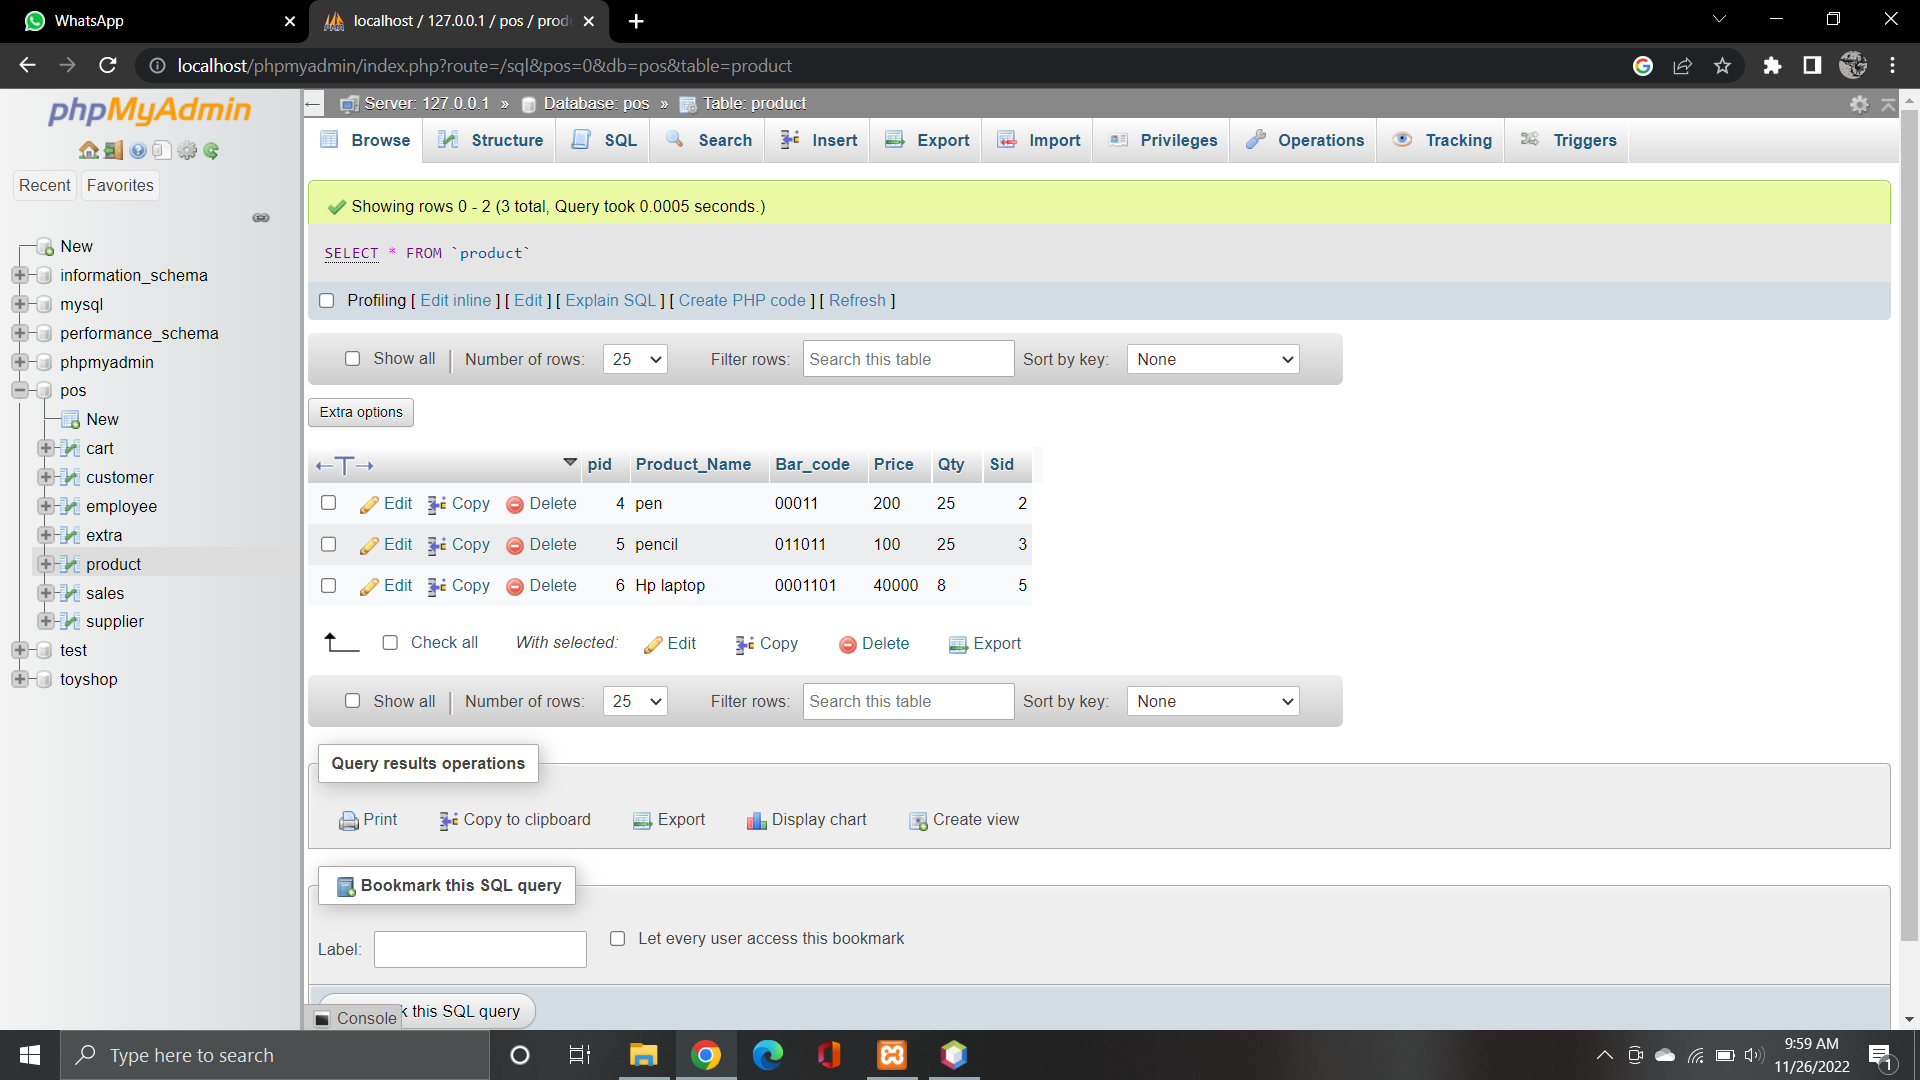 WhatsApp
localhost / 127.0.0.1 / pos / prod
localhost/phpmyadmin/index.php?route=/sql&pos=0&db=pos&table=product
phpMyAdmin
Recent Favorites
New
information_schema
mysql
performance_schema
phpmyadmin
pos
New
cart
customer
employee
extra
product
sales
supplier
test
toyshop
Server: 127.0.0.1 » Database: pos » Table: product
Browse Structure SQL Search Insert Export Import Privileges Operations Tracking Triggers
Showing rows 0 - 2 (3 total, Query took 0.0005 seconds.)
SELECT * FROM `product`
Profiling [ Edit inline ] [ Edit ] [ Explain SQL ] [ Create PHP code ] [ Refresh ]
Show all Number of rows: 25 Filter rows: Search this table Sort by key: None
Extra options
pid Product_Name Bar_code Price Qty Sid
Edit Copy Delete 4 pen 00011 200 25 2
Edit Copy Delete 5 pencil 011011 100 25 3
Edit Copy Delete 6 Hp laptop 0001101 40000 8 5
Check all With selected: Edit Copy Delete Export
Show all Number of rows: 25 Filter rows: Search this table Sort by key: None
Query results operations
Print Copy to clipboard Export Display chart Create view
Bookmark this SQL query
Label: Let every user access this bookmark
k this SQL query
Console
Type here to search
9:59 AM
11/26/2022
1